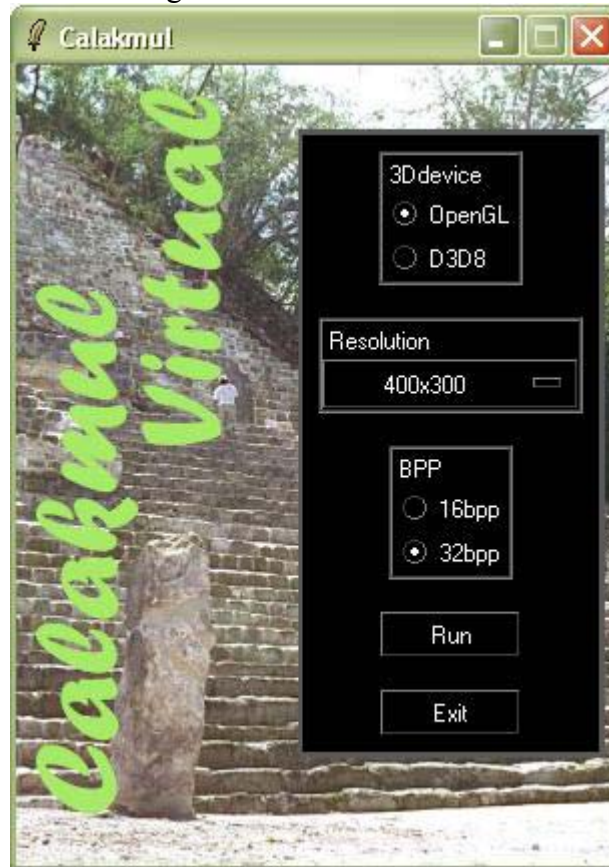 Calakmul
Calakmul
Virtual
3Ddevice
OpenGL
D3D8
Resolution
400x300
BPP
16bpp
32bpp
Run
Exit